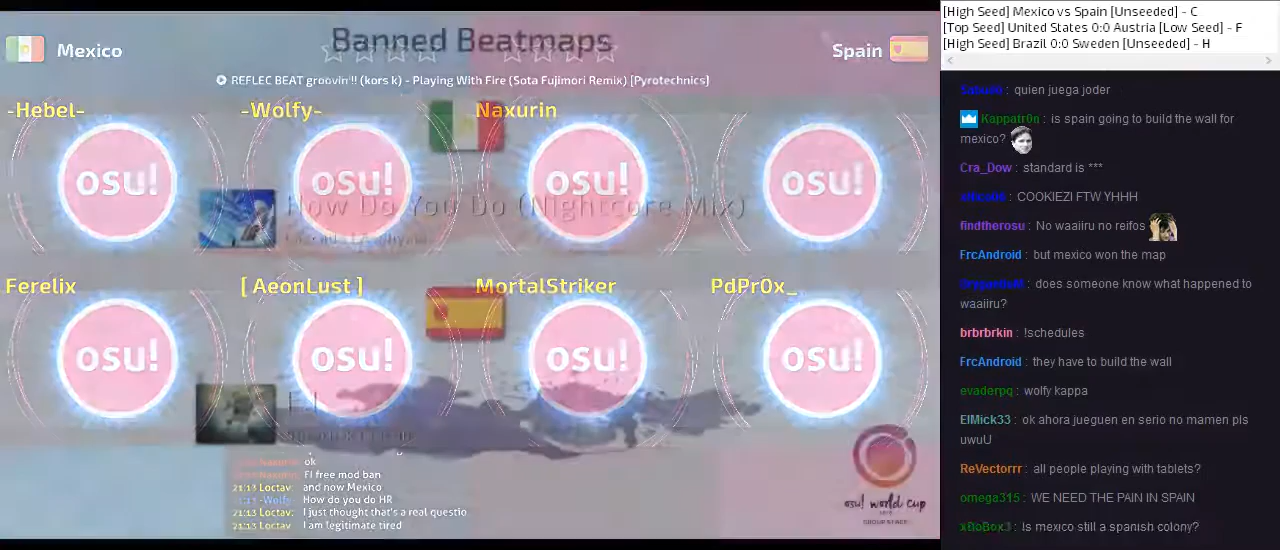 Banned Beatmaps
Mexico
Spain
REFLEC BEAT groovin'!! (kors k) - Playing With Fire (Sota Fujimori Remix) [Pyrotechnics]
-Hebel-
-Wolfy-
Naxurin
osu!
osu!
osu!
osu!
How Do You Do (Nightcore Mix)
Ferelix
[ AeonLust ]
MortalStriker
PdPr0x_
osu!
osu!
osu!
osu!
ok
FI free mod ban
21:13 Loctav: and now Mexico
How do you do HR
21:13 Loctav: I just thought that's a real questio
21:13 Loctav: I am legitimate tired
osu! world cup
GROUP STAGE
[High Seed] Mexico vs Spain [Unseeded] - C
[Top Seed] United States 0:0 Austria [Low Seed] - F
[High Seed] Brazil 0:0 Sweden [Unseeded] - H
: quien juega joder
Kappatr0n : is spain going to build the wall for
mexico?
Cra_Dow : standard is ***
: COOKIEZI FTW YHHH
findtherosu : No waaiiru no reifos
FrcAndroid : but mexico won the map
: does someone know what happened to
waaiiru?
brbrbrkin : !schedules
FrcAndroid : they have to build the wall
evaderpq : wolfy kappa
ElMick33 : ok ahora jueguen en serio no mamen pls
uwuU
ReVectorrr : all people playing with tablets?
omega315 : WE NEED THE PAIN IN SPAIN
xBoBox3 : Is mexico still a spanish colony?